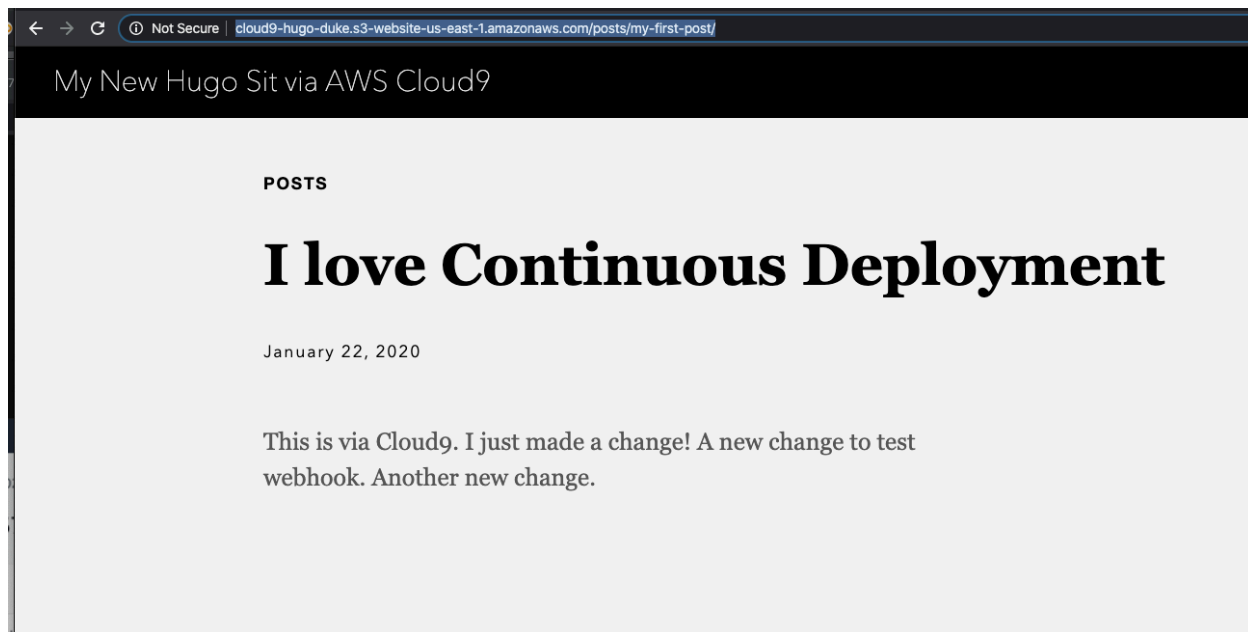 Not Secure | cloud9-hugo-duke.s3-website-us-east-1.amazonaws.com/posts/my-first-post/
My New Hugo Sit via AWS Cloud9
POSTS
I love Continuous Deployment
January 22, 2020
This is via Cloud9. I just made a change! A new change to test
webhook. Another new change.